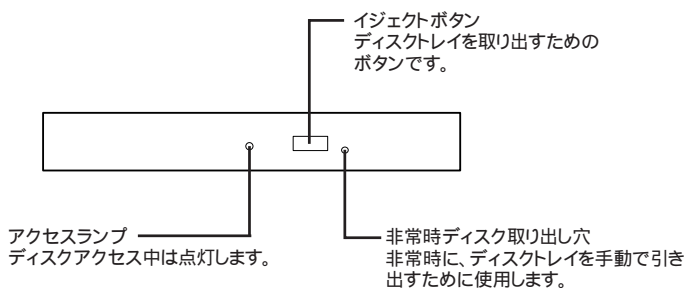 イジェクトボタン
ディスクトレイを取り出すための
ボタンです。
アクセスランプ
ディスクアクセス中は点灯します。
非常時ディスク取り出し穴
非常時に、ディスクトレイを手動で引き
出すために使用します。